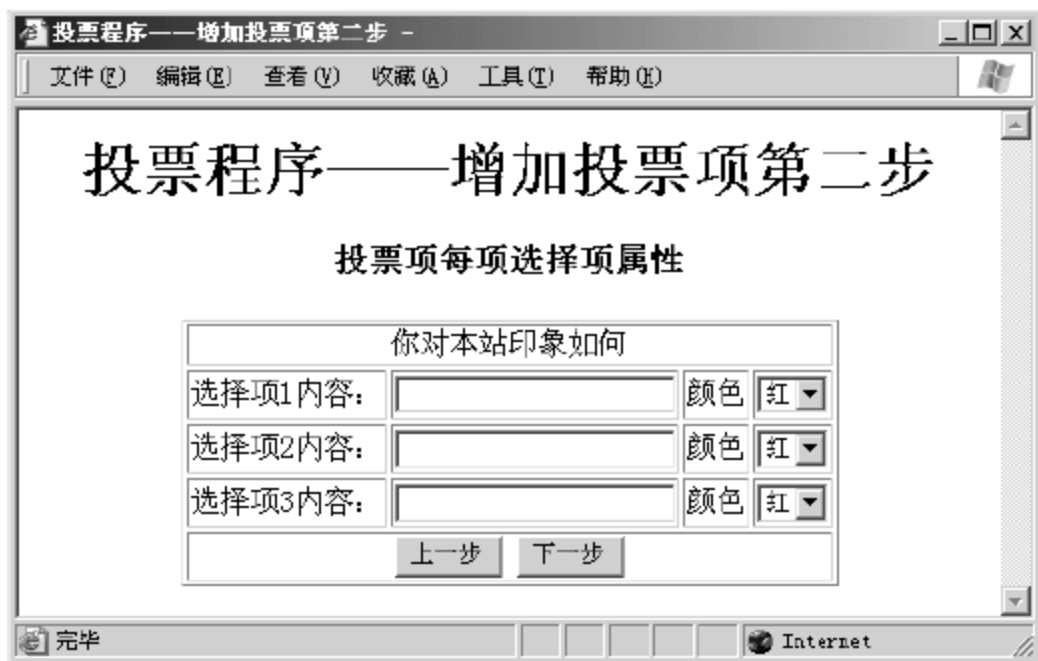 投票程序——增加投票项第二步 -
文件(F) 编辑(E) 查看(V) 收藏(A) 工具(T) 帮助(H)
投票程序——增加投票项第二步
投票项每项选择项属性
你对本站印象如何
选择项1内容： 颜色 红
选择项2内容： 颜色 红
选择项3内容： 颜色 红
上一步 下一步
完毕 Internet